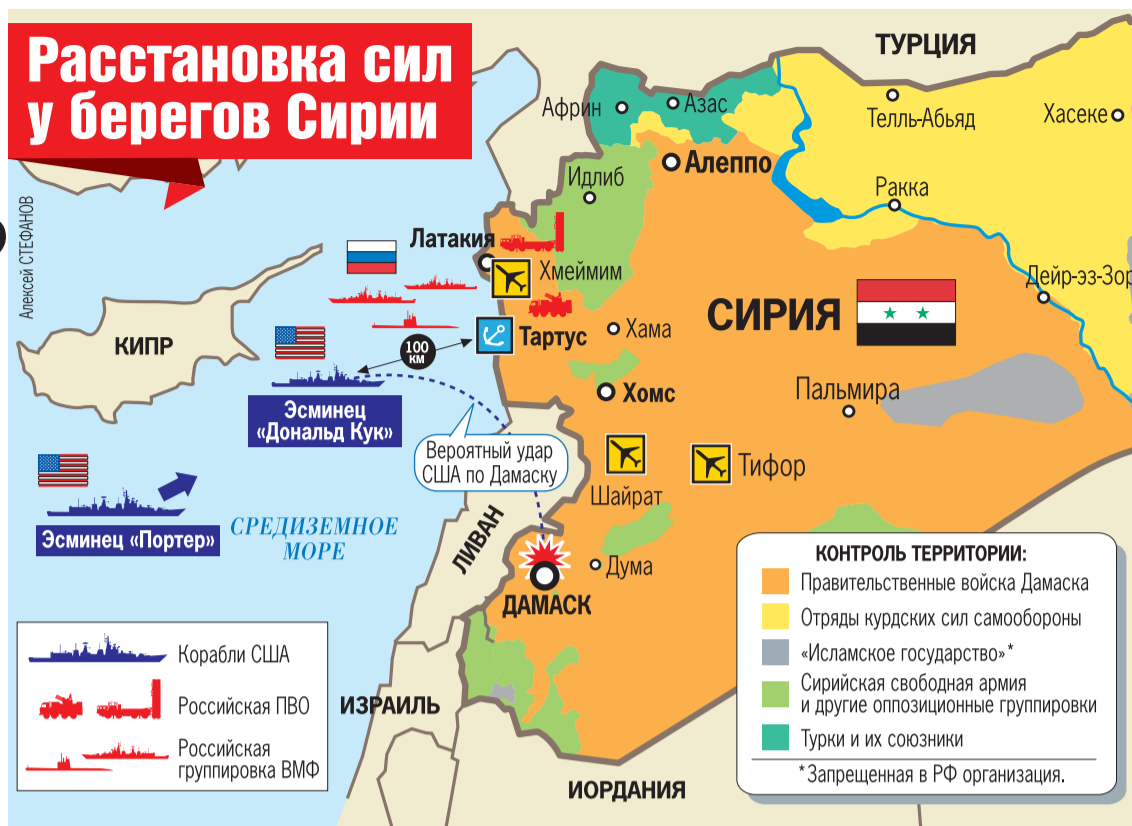 Расстановка сил
у берегов Сирии
Алексей СТЕФАНОВ
ТУРЦИЯ
Африн
Азас
Телль-Абьяд
Хасеке
Алеппо
Идлиб
Ракка
Латакия
Хмеймим
Дейр-эз-Зор
СИРИЯ
КИПР
100
КМ
Тартус
Хама
Пальмира
Хомс
Эсминец
«Дональд Кук»
Вероятный удар
США по Дамаску
Шайрат
Тифор
Эсминец «Портер»
СРЕДИЗЕМНОЕ
МОРЕ
ЛИВАН
Дума
ДАМАСК
ИЗРАИЛЬ
ИОРДАНИЯ
Корабли США
Российская ПВО
Российская
группировка ВМФ
КОНТРОЛЬ ТЕРРИТОРИИ:
Правительственные войска Дамаска
Отряды курдских сил самообороны
«Исламское государство»*
Сирийская свободная армия
и другие оппозиционные группировки
Турки и их союзники
*Запрещенная в РФ организация.